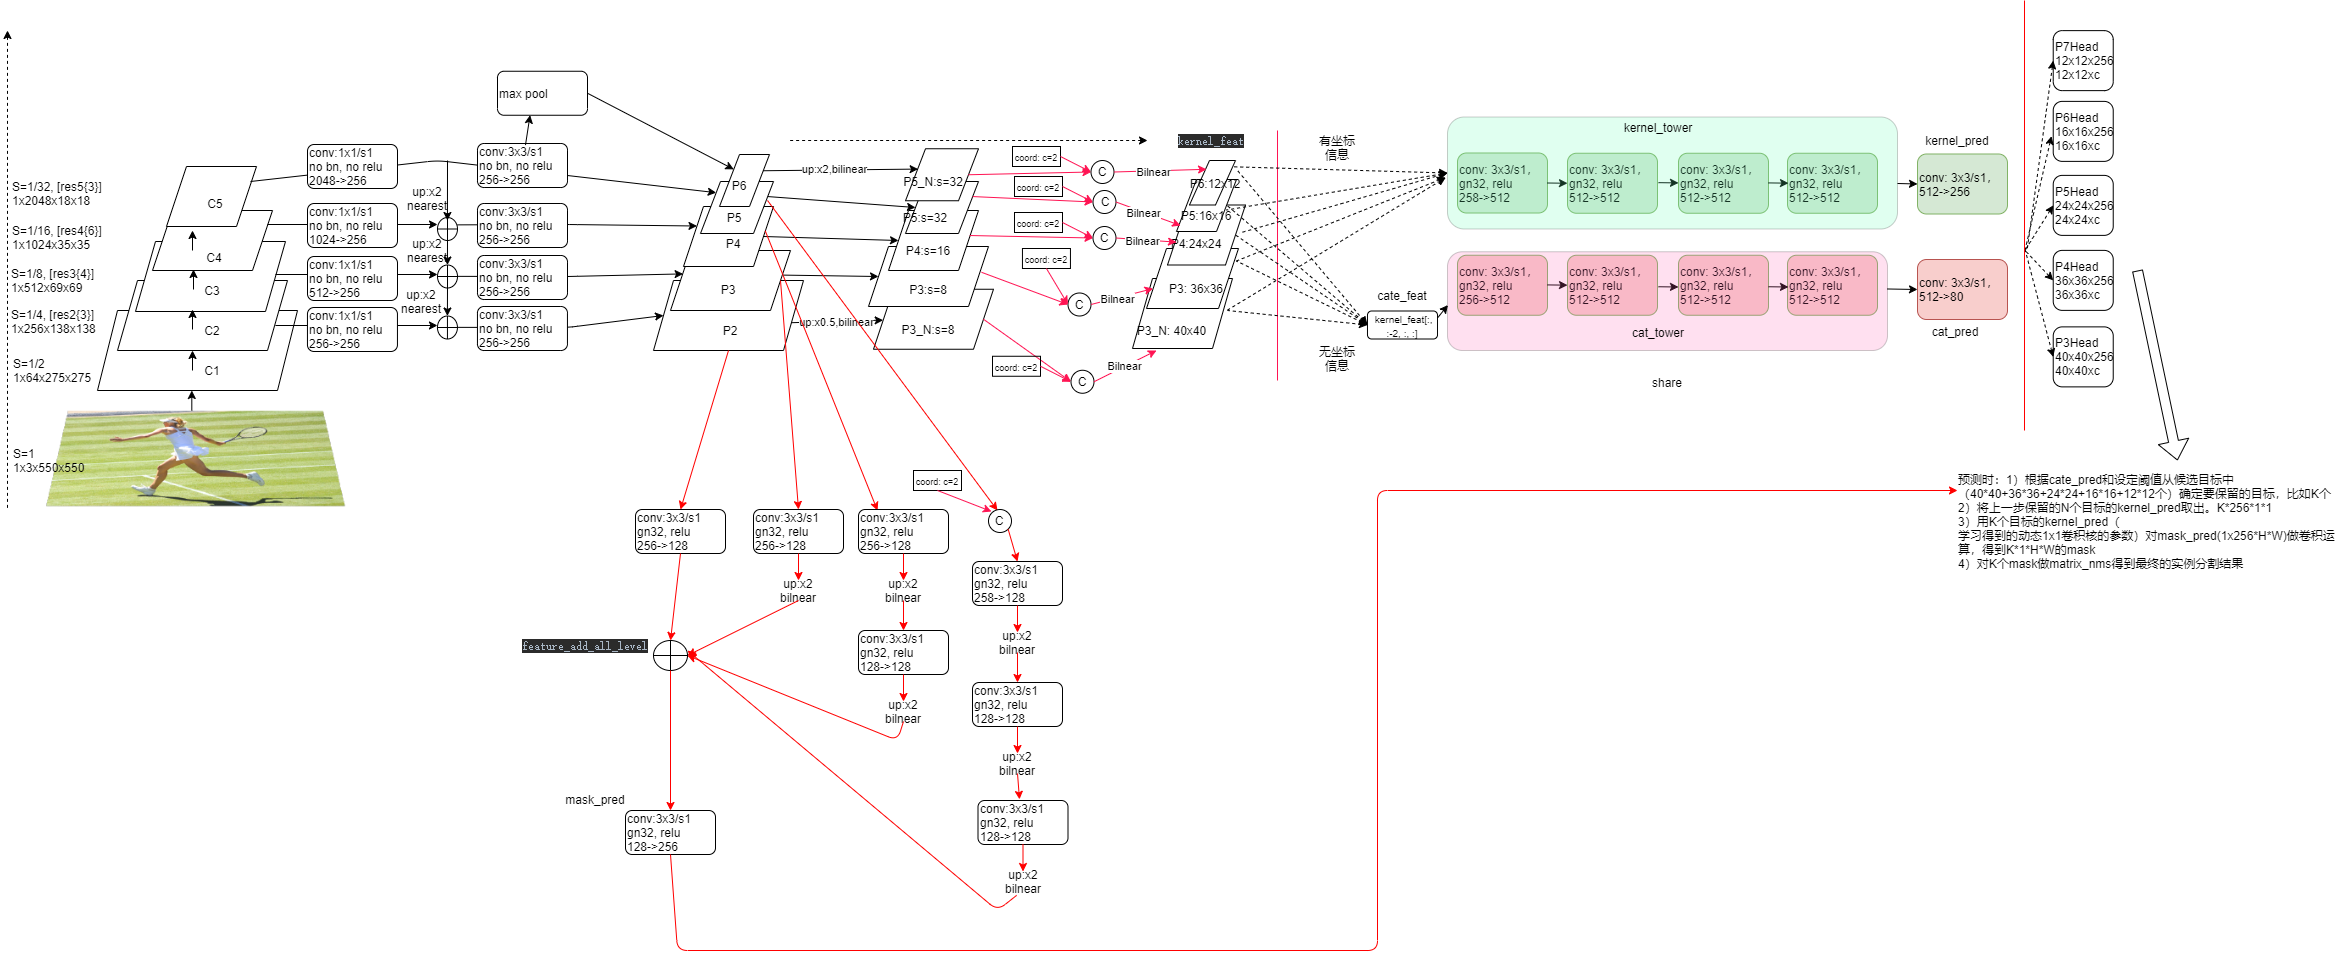 S=1/32, [res5{3}]
1x2048x18x18
S=1/16, [res4{6}]
1x1024x35x35
S=1/8, [res3{4}]
1x512x69x69
S=1/4, [res2{3}]
1x256x138x138
S=1/2
1x64x275x275
S=1
1x3x550x550
C5
C4
C3
C2
C1
conv:1x1/s1
no bn, no relu
2048->256
conv:1x1/s1
no bn, no relu
1024->256
conv:1x1/s1
no bn, no relu
512->256
conv:1x1/s1
no bn, no relu
256->256
up:x2
nearest
up:x2
nearest
up:x2
nearest
max pool
conv:3x3/s1
no bn, no relu
256->256
conv:3x3/s1
no bn, no relu
256->256
conv:3x3/s1
no bn, no relu
256->256
conv:3x3/s1
no bn, no relu
256->256
P6
P5
P4
P3
P2
up:x2,bilinear
up:x0.5,bilinear
P5_N:s=32
P5:s=32
P4:s=16
P3:s=8
P3_N:s=8
coord: c=2
coord: c=2
coord: c=2
coord: c=2
coord: c=2
C
C
C
C
C
Bilnear
Bilnear
Bilnear
Bilnear
Bilnear
kernel_feat
P6:12x12
P5:16x16
P4:24x24
P3: 36x36
P3_N: 40x40
有坐标
信息
无坐标
信息
cate_feat
kernel_feat[:,
:-2, :, :]
kernel_tower
conv: 3x3/s1,
gn32, relu
258->512
conv: 3x3/s1,
gn32, relu
512->512
conv: 3x3/s1,
gn32, relu
512->512
conv: 3x3/s1,
gn32, relu
512->512
kernel_pred
conv: 3x3/s1,
512->256
conv: 3x3/s1,
gn32, relu
256->512
conv: 3x3/s1,
gn32, relu
512->512
conv: 3x3/s1,
gn32, relu
512->512
conv: 3x3/s1,
gn32, relu
512->512
cat_tower
conv: 3x3/s1,
512->80
cat_pred
share
P7Head
12x12x256
12x12xc
P6Head
16x16x256
16x16xc
P5Head
24x24x256
24x24xc
P4Head
36x36x256
36x36xc
P3Head
40x40x256
40x40xc
预测时：1）根据cate_pred和设定阈值从候选目标中
（40*40+36*36+24*24+16*16+12*12个）确定要保留的目标，比如K个
2）将上一步保留的N个目标的kernel_pred取出。K*256*1*1
3）用K个目标的kernel_pred（
学习得到的动态1x1卷积核的参数）对mask_pred(1x256*H*W)做卷积运
算，得到K*1*H*W的mask
4）对K个mask做matrix_nms得到最终的实例分割结果
coord: c=2
C
conv:3x3/s1
gn32, relu
256->128
conv:3x3/s1
gn32, relu
256->128
conv:3x3/s1
gn32, relu
256->128
conv:3x3/s1
gn32, relu
258->128
up:x2
bilnear
up:x2
bilnear
up:x2
bilnear
feature_add_all_level
conv:3x3/s1
gn32, relu
128->128
conv:3x3/s1
gn32, relu
128->128
up:x2
bilnear
up:x2
bilnear
mask_pred
conv:3x3/s1
gn32, relu
128->256
conv:3x3/s1
gn32, relu
128->128
up:x2
bilnear